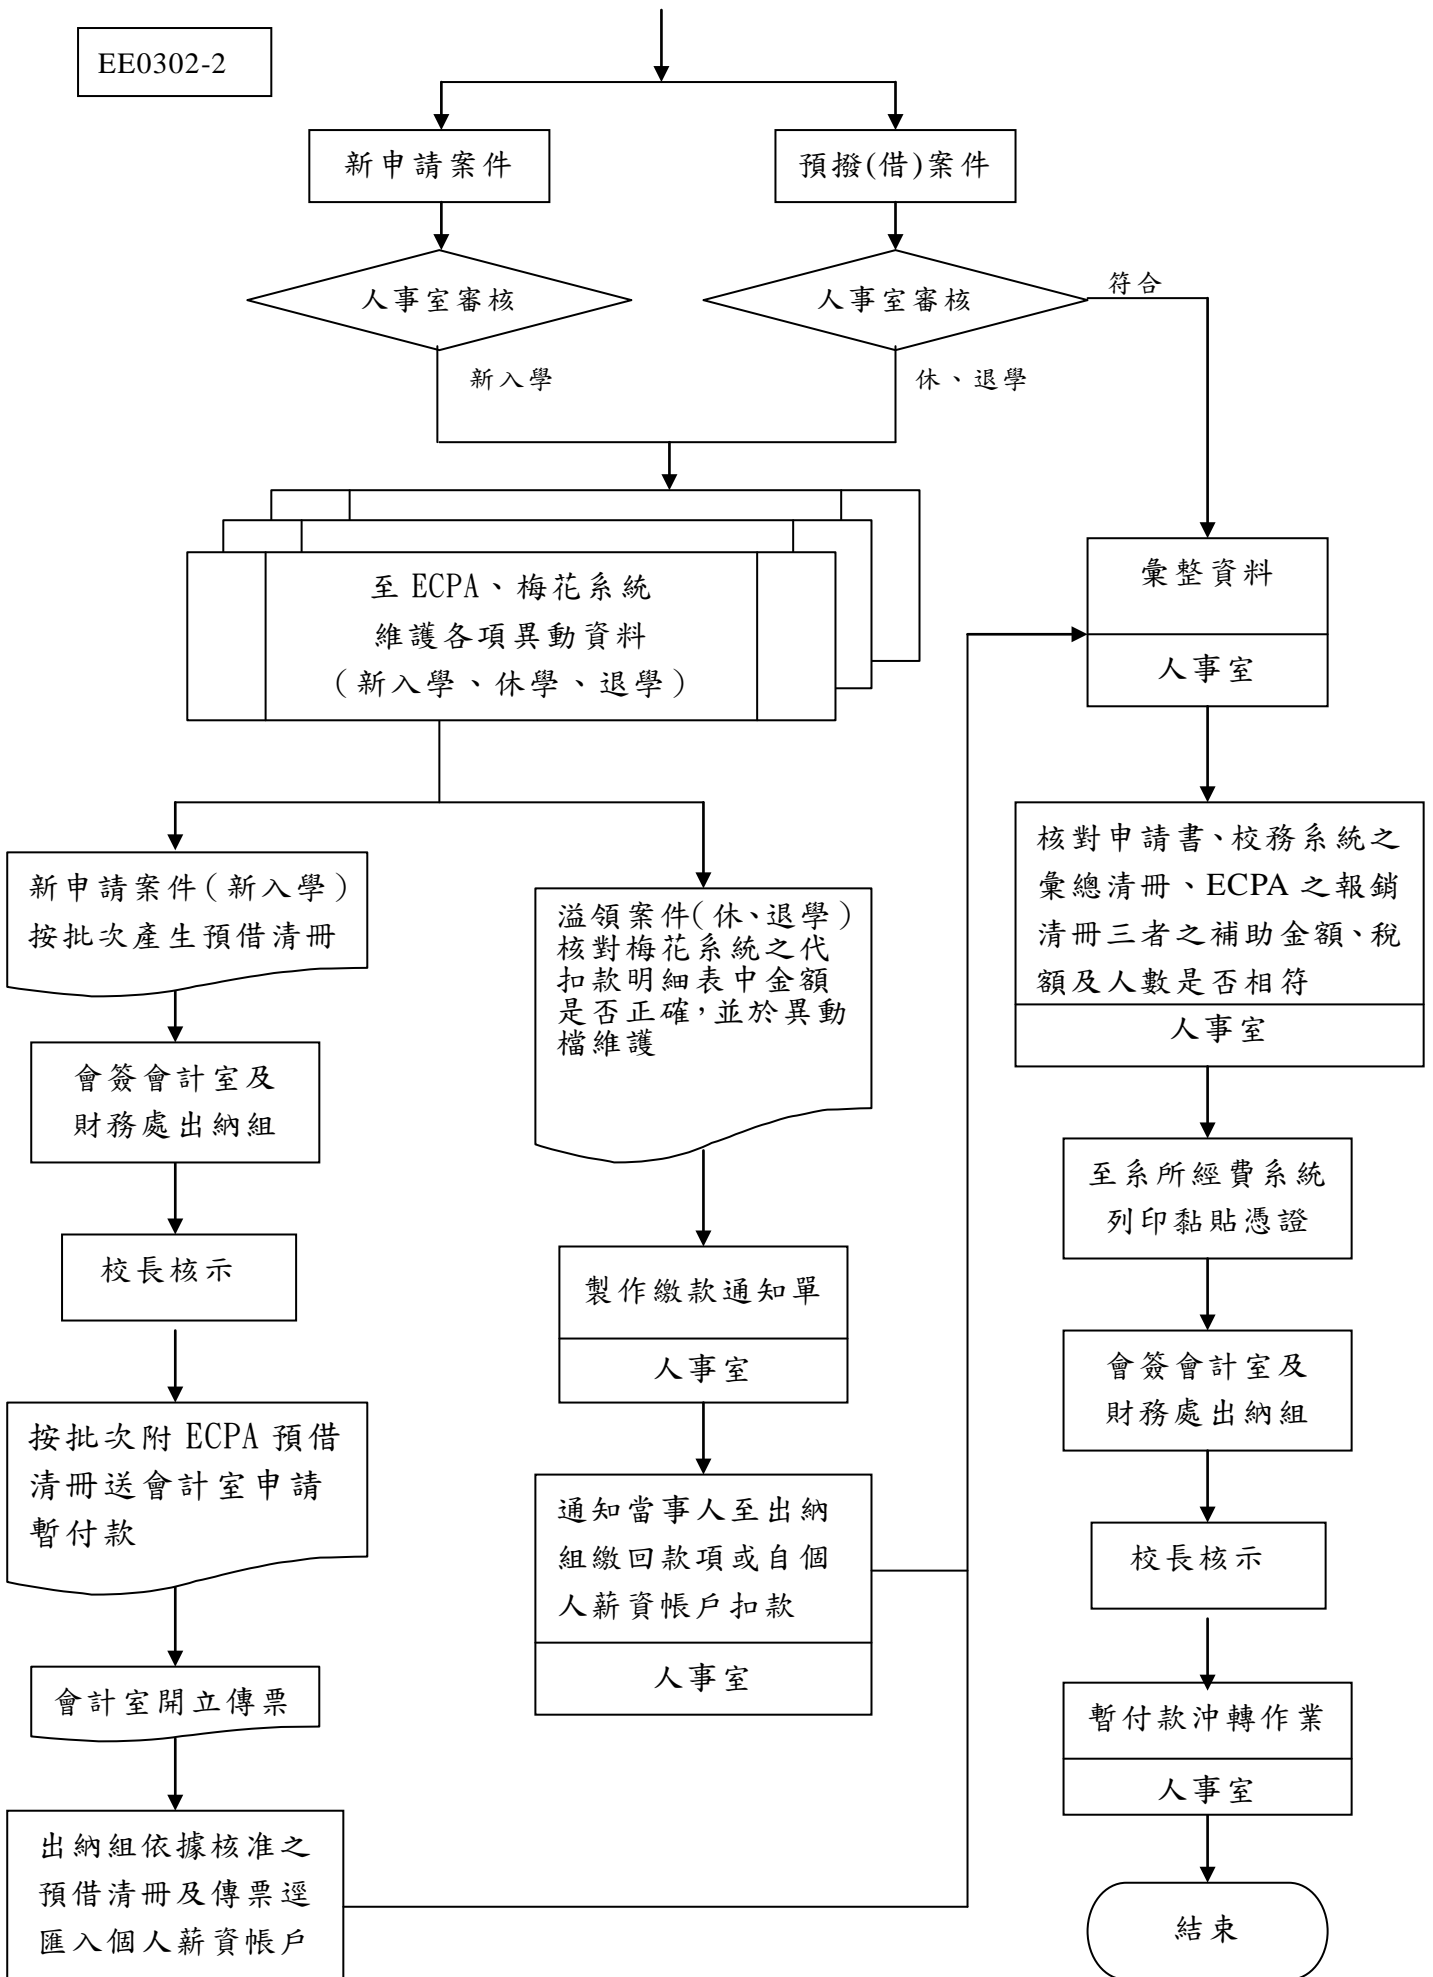 EE0302-2
新申請案件
預撥(借)案件
人事室審核
人事室審核
符合
新入學
休、退學
至 ECPA、梅花系統
維護各項異動資料
（新入學、休學、退學）
彙整資料
人事室
新申請案件（新入學）
按批次產生預借清冊
會簽會計室及
財務處出納組
校長核示
按批次附 ECPA 預借
清冊送會計室申請
暫付款
會計室開立傳票
出納組依據核准之
預借清冊及傳票逕
匯入個人薪資帳戶
溢領案件（休、退學）
核對梅花系統之代
扣款明細表中金額
是否正確，並於異動
檔維護
製作繳款通知單
人事室
通知當事人至出納
組繳回款項或自個
人薪資帳戶扣款
人事室
核對申請書、校務系統之
彙總清冊、ECPA 之報銷
清冊三者之補助金額、稅
額及人數是否相符
人事室
至系所經費系統
列印黏貼憑證
會簽會計室及
財務處出納組
校長核示
暫付款沖轉作業
人事室
結束